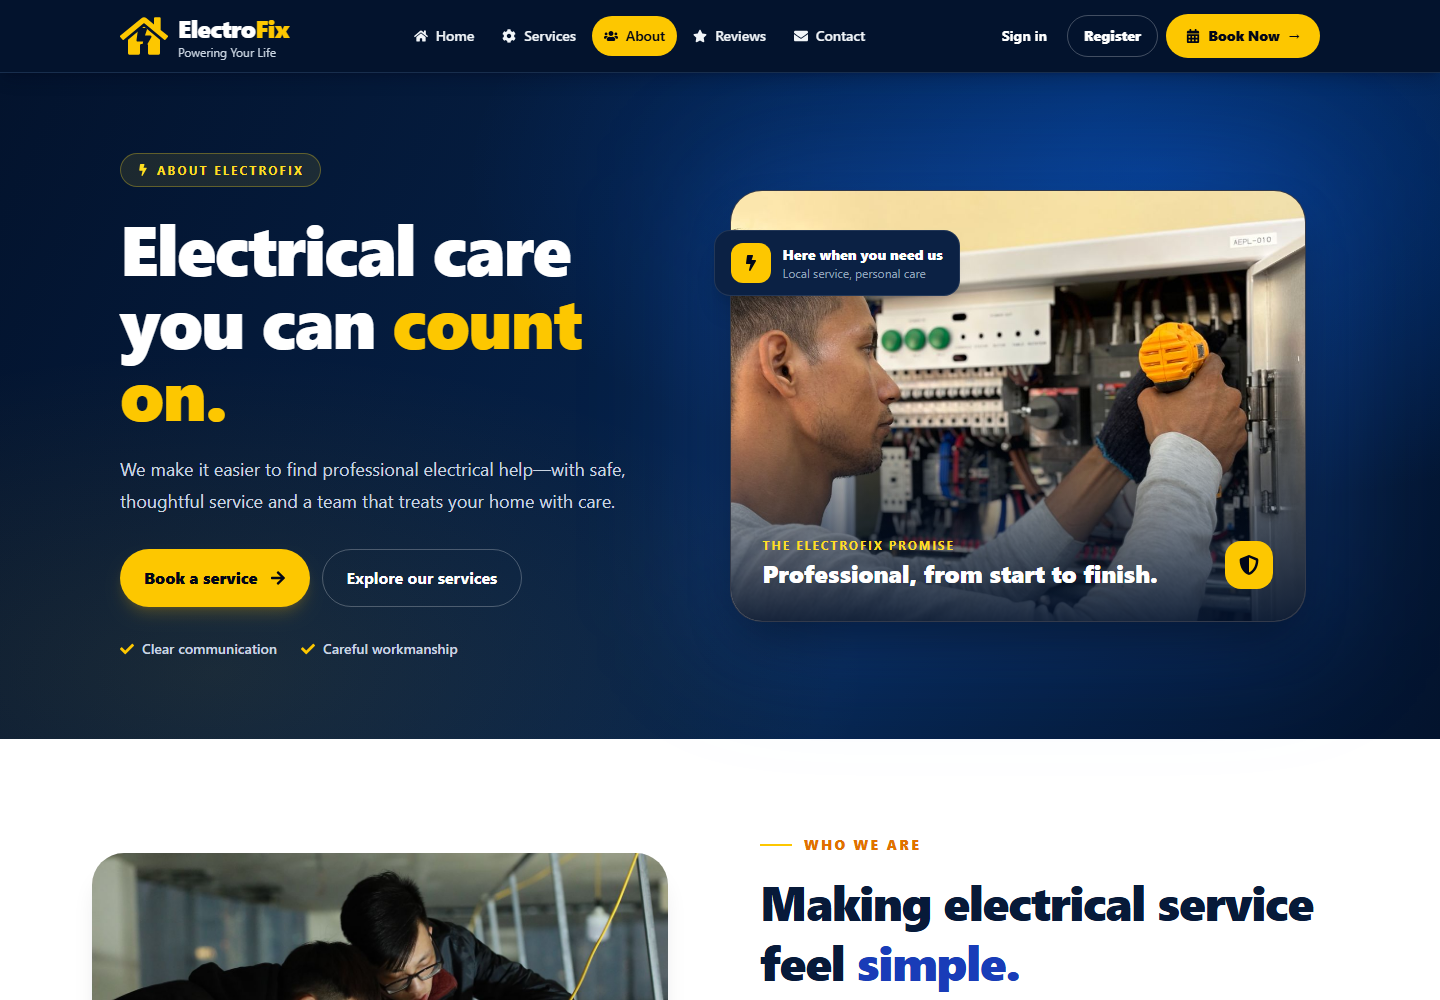 ElectroFix
Powering Your Life
Home
Services
About
Reviews
Contact
Sign in
Register
Book Now →
ABOUT ELECTROFIX
Electrical care
you can count
on.
We make it easier to find professional electrical help—with safe,
thoughtful service and a team that treats your home with care.
Book a service →
Explore our services
Clear communication
Careful workmanship
AEPL-010
Here when you need us
Local service, personal care
THE ELECTROFIX PROMISE
Professional, from start to finish.
WHO WE ARE
Making electrical service
feel simple.